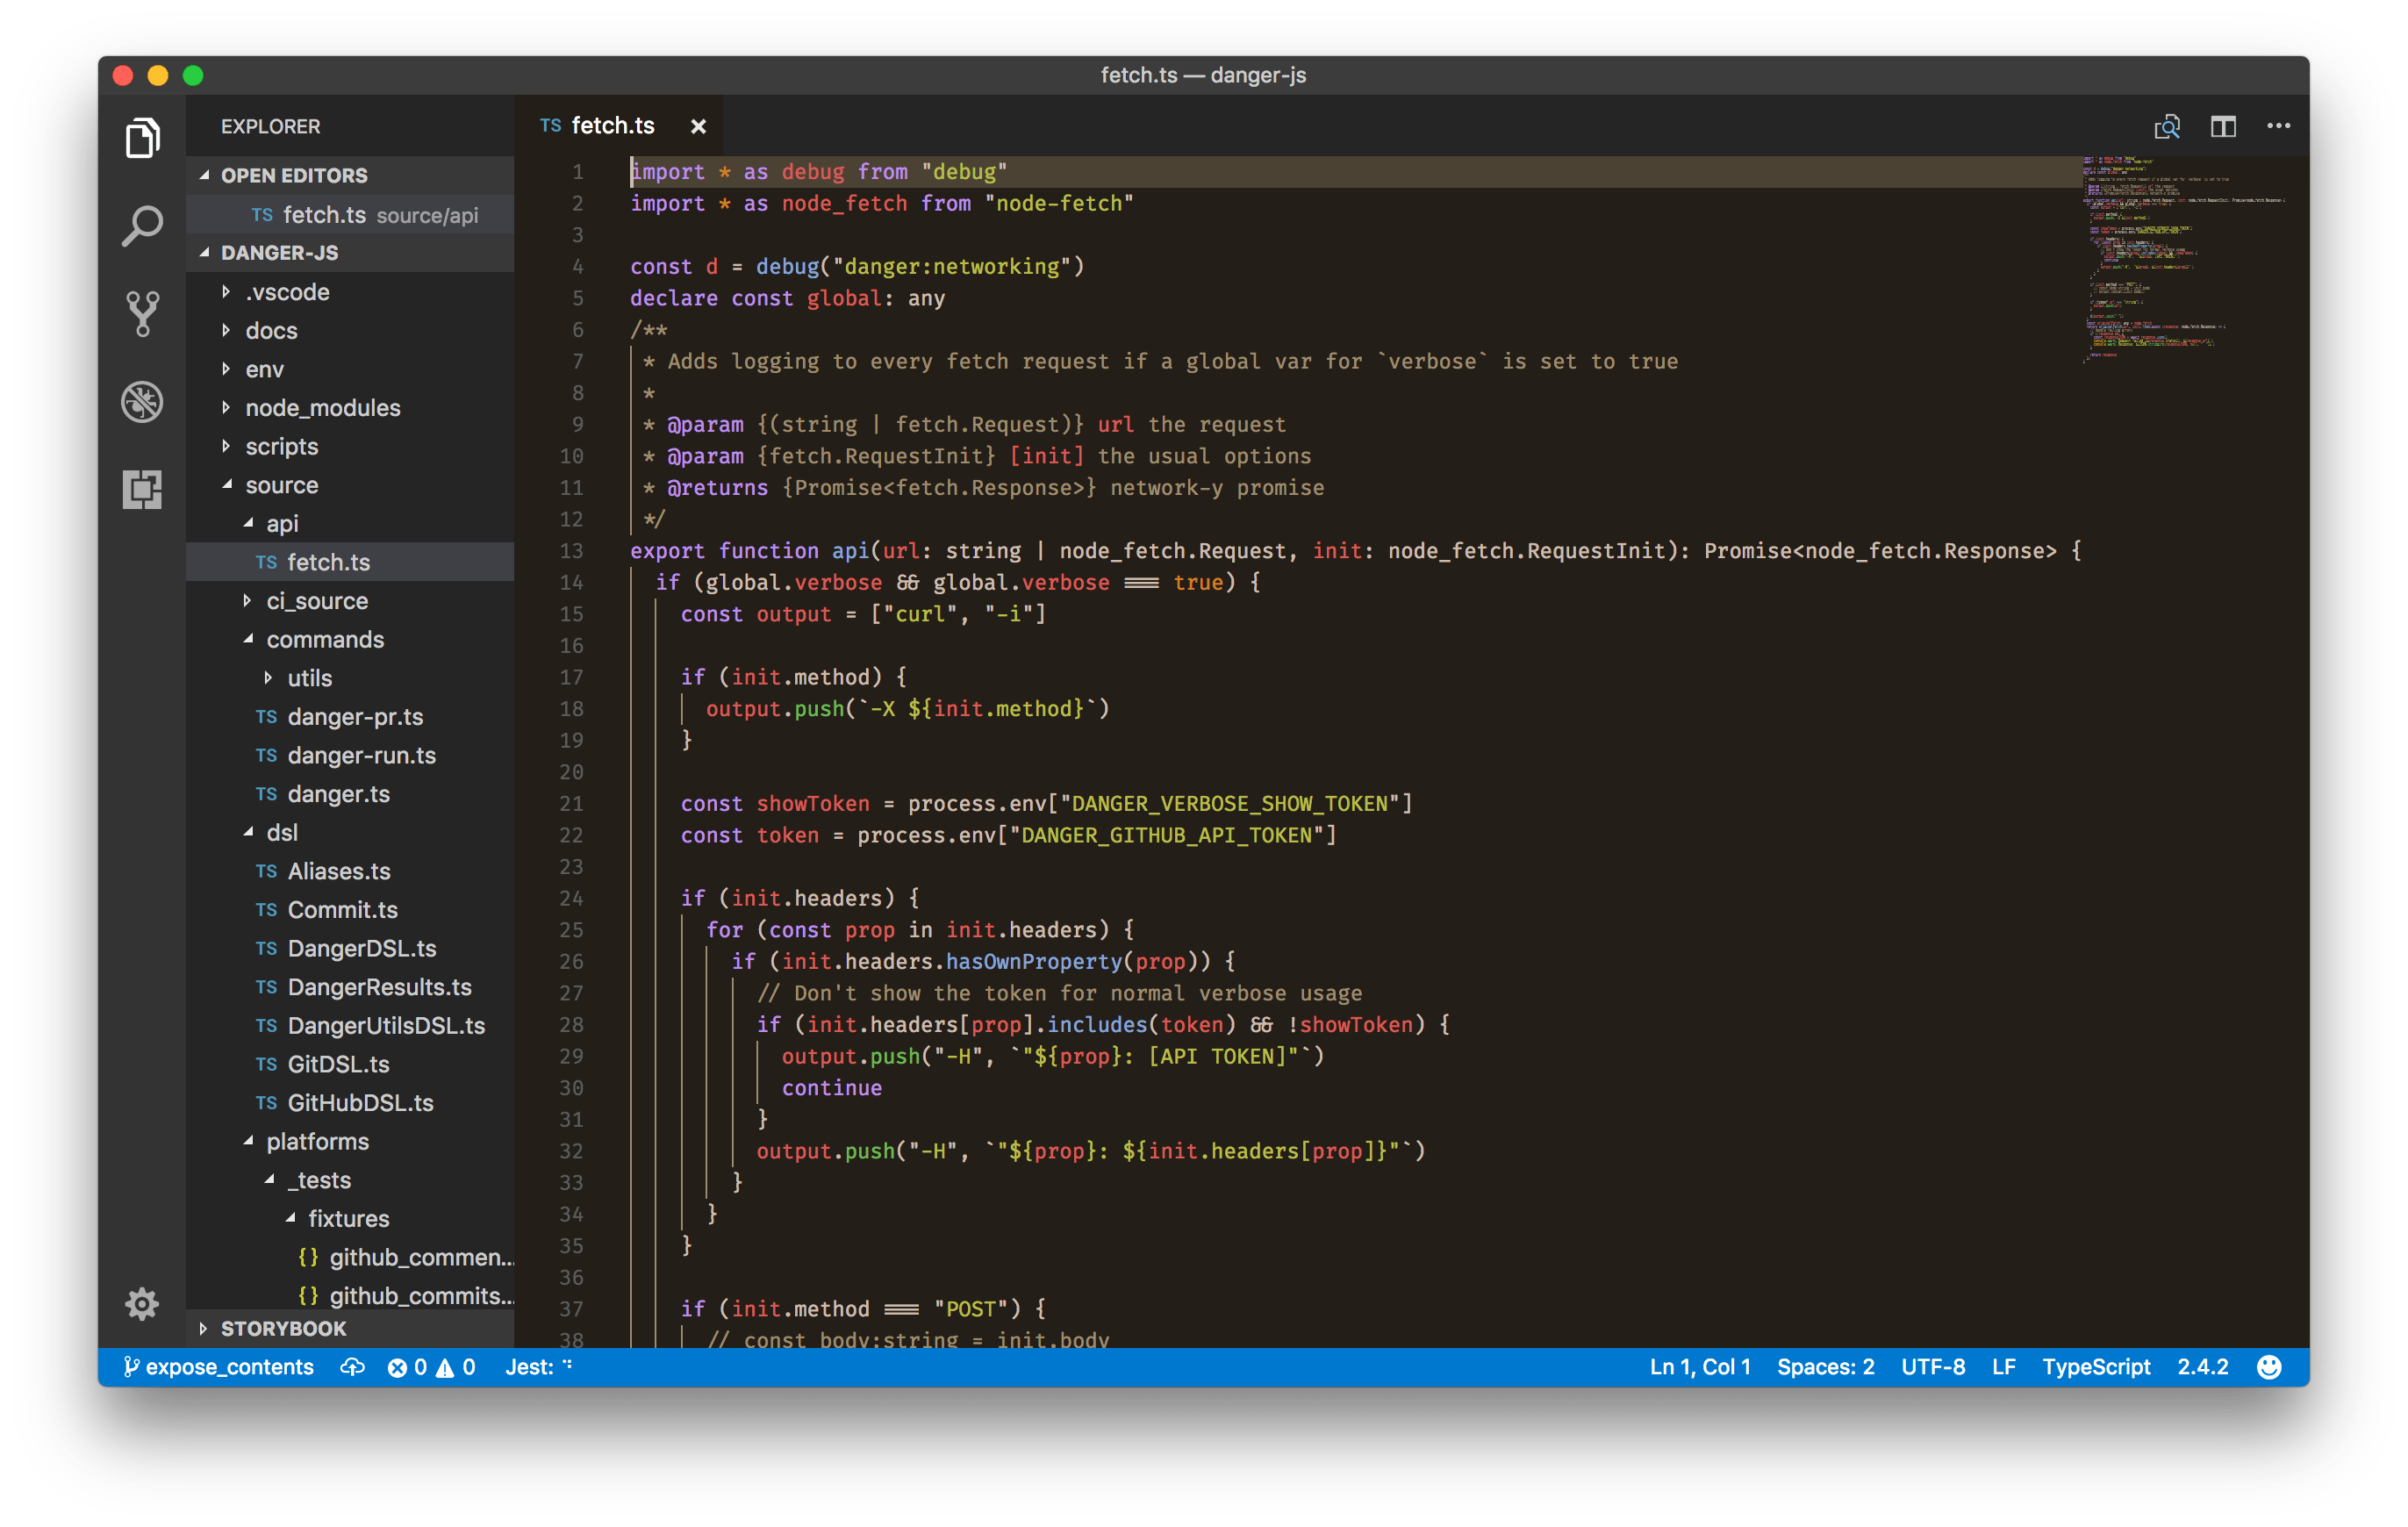 fetch.ts — danger-js
EXPLORER
OPEN EDITORS
TS fetch.ts source/api
DANGER-JS
.vscode
docs
env
node_modules
scripts
source
api
TS fetch.ts
ci_source
commands
utils
TS danger-pr.ts
TS danger-run.ts
TS danger.ts
dsl
TS Aliases.ts
TS Commit.ts
TS DangerDSL.ts
TS DangerResults.ts
TS DangerUtilsDSL.ts
TS GitDSL.ts
TS GitHubDSL.ts
platforms
_tests
fixtures
{} github_commen...
{} github_commits...
STORYBOOK
TS fetch.ts ×
1 import * as debug from "debug"
2 import * as node_fetch from "node-fetch"
3
4 const d = debug("danger:networking")
5 declare const global: any
6 /**
7  * Adds logging to every fetch request if a global var for `verbose` is set to true
8  *
9  * @param {(string | fetch.Request)} url the request
10  * @param {fetch.RequestInit} [init] the usual options
11  * @returns {Promise<fetch.Response>} network-y promise
12  */
13 export function api(url: string | node_fetch.Request, init: node_fetch.RequestInit): Promise<node_fetch.Response> {
14   if (global.verbose && global.verbose === true) {
15     const output = ["curl", "-i"]
16
17     if (init.method) {
18       output.push(`-X ${init.method}`)
19     }
20
21     const showToken = process.env["DANGER_VERBOSE_SHOW_TOKEN"]
22     const token = process.env["DANGER_GITHUB_API_TOKEN"]
23
24     if (init.headers) {
25       for (const prop in init.headers) {
26         if (init.headers.hasOwnProperty(prop)) {
27           // Don't show the token for normal verbose usage
28           if (init.headers[prop].includes(token) && !showToken) {
29             output.push("-H", `"${prop}: [API TOKEN]"`)
30             continue
31           }
32           output.push("-H", `"${prop}: ${init.headers[prop]}"`)
33         }
34       }
35     }
36
37     if (init.method === "POST") {
38       // const body:string = init.body
expose_contents 0 0 Jest:
Ln 1, Col 1 Spaces: 2 UTF-8 LF TypeScript 2.4.2